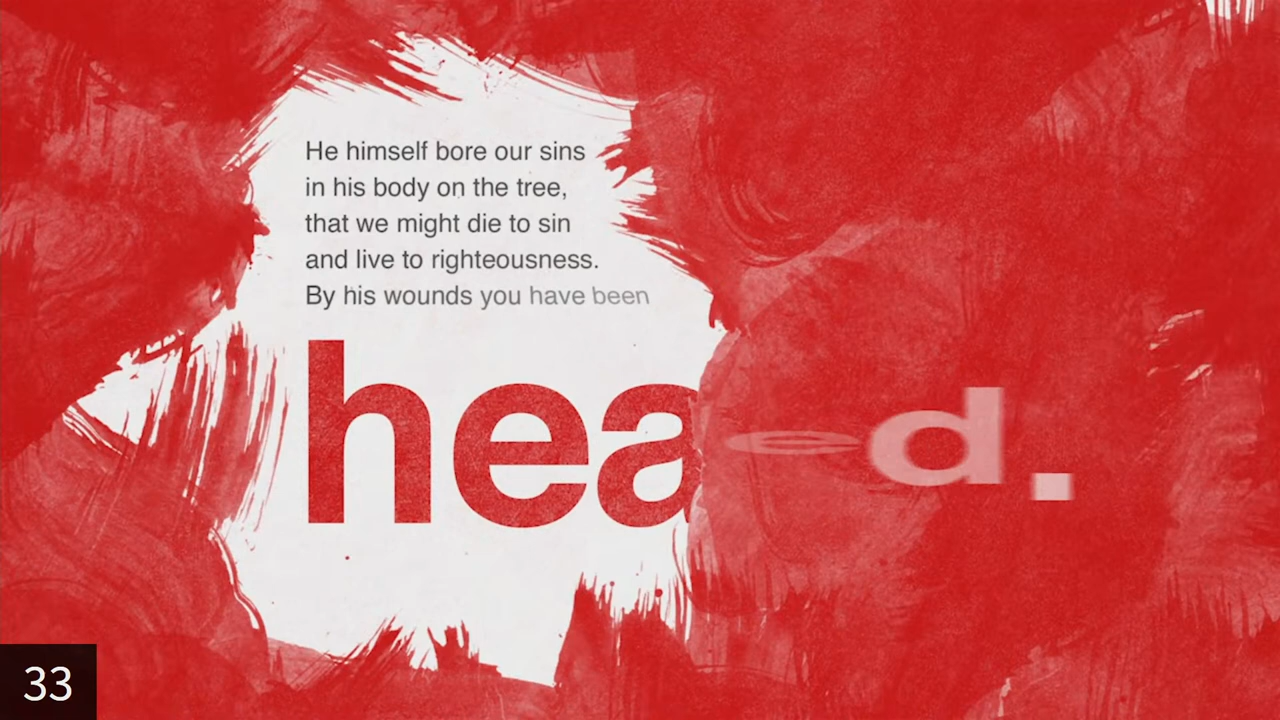 He himself bore our sins
in his body on the tree,
that we might die to sin
and live to righteousness.
By his wounds you have been
hea ed.
33